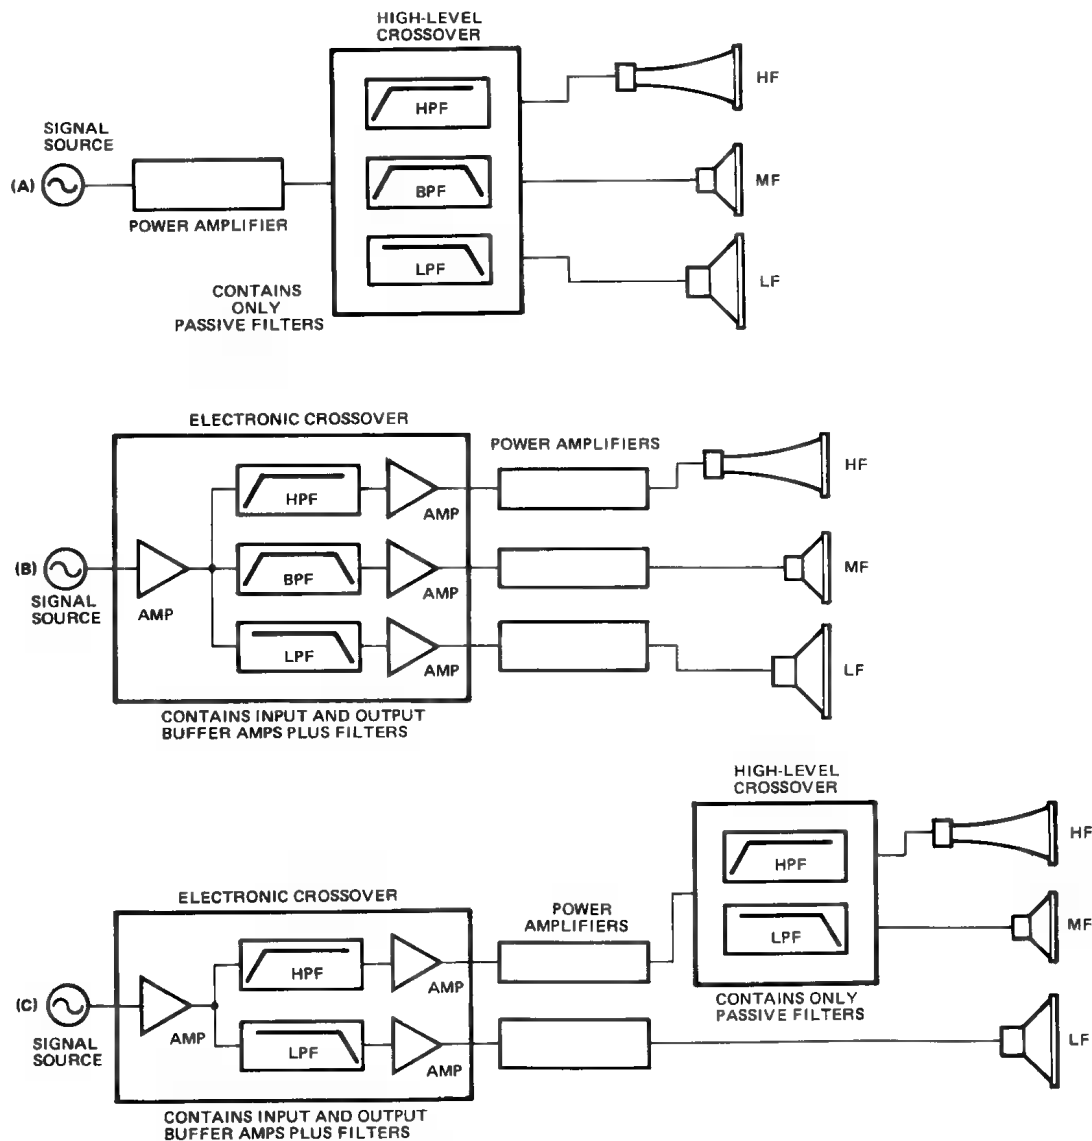 HIGH-LEVEL
CROSSOVER
HPF
HF
SIGNAL
SOURCE
(A)
BPF
MF
POWER AMPLIFIER
LPF
LF
CONTAINS
ONLY
PASSIVE FILTERS
ELECTRONIC CROSSOVER
POWER AMPLIFIERS
HPF
AMP
HF
(B)
SIGNAL
SOURCE
AMP
BPF
AMP
MF
LPF
AMP
LF
CONTAINS INPUT AND OUTPUT
BUFFER AMPS PLUS FILTERS
HIGH-LEVEL
CROSSOVER
HPF
HF
ELECTRONIC CROSSOVER
POWER
AMPLIFIERS
LPF
MF
HPF
AMP
CONTAINS ONLY
PASSIVE FILTERS
(C)
SIGNAL
SOURCE
AMP
LPF
AMP
LF
CONTAINS INPUT AND OUTPUT
BUFFER AMPS PLUS FILTERS